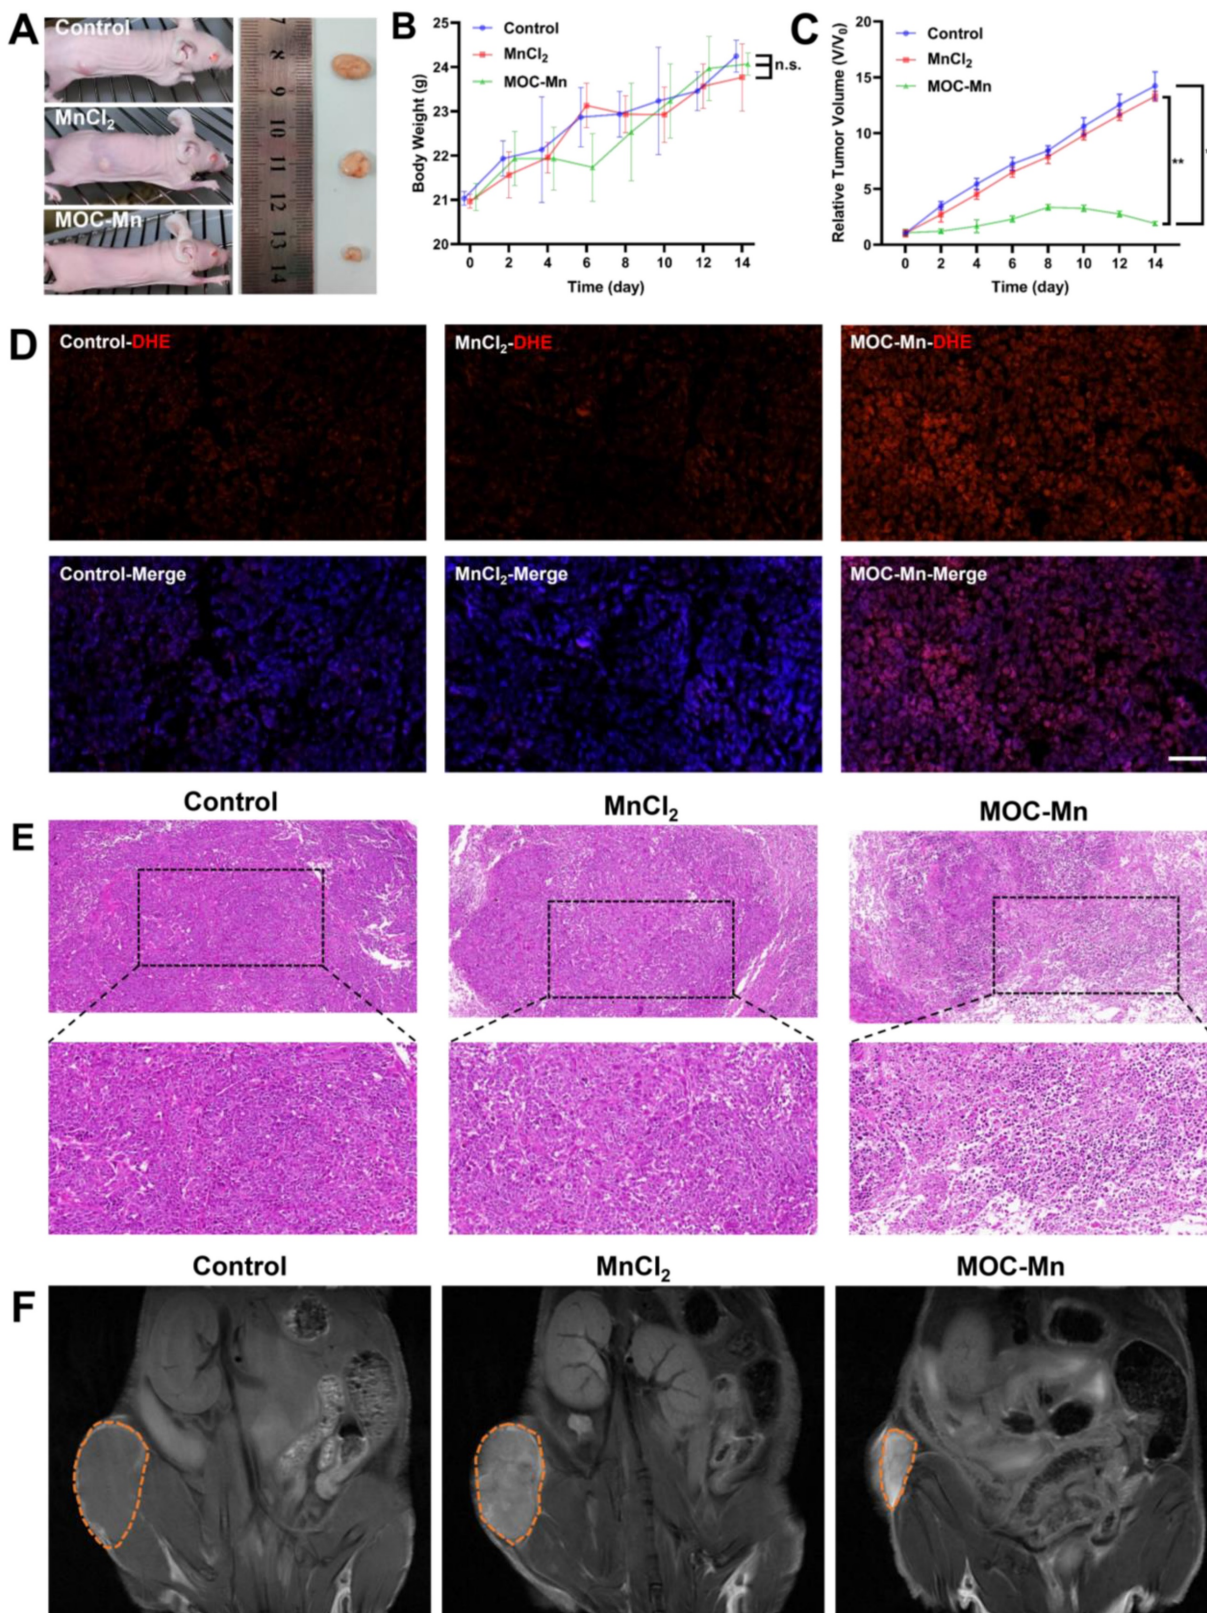 A
Control
MnCl₂
MOC-Mn
7
8
9
10
11
12
13
14
B
Body Weight (g)
25
24
23
22
21
20
Control
MnCl₂
MOC-Mn
n.s.
0 2 4 6 8 10 12 14
Time (day)
C
Relative Tumor Volume (V/V₀)
20
15
10
5
0
Control
MnCl₂
MOC-Mn
**
0 2 4 6 8 10 12 14
Time (day)
D
Control-DHE
MnCl₂-DHE
MOC-Mn-DHE
Control-Merge
MnCl₂-Merge
MOC-Mn-Merge
E
Control
MnCl₂
MOC-Mn
F
Control
MnCl₂
MOC-Mn